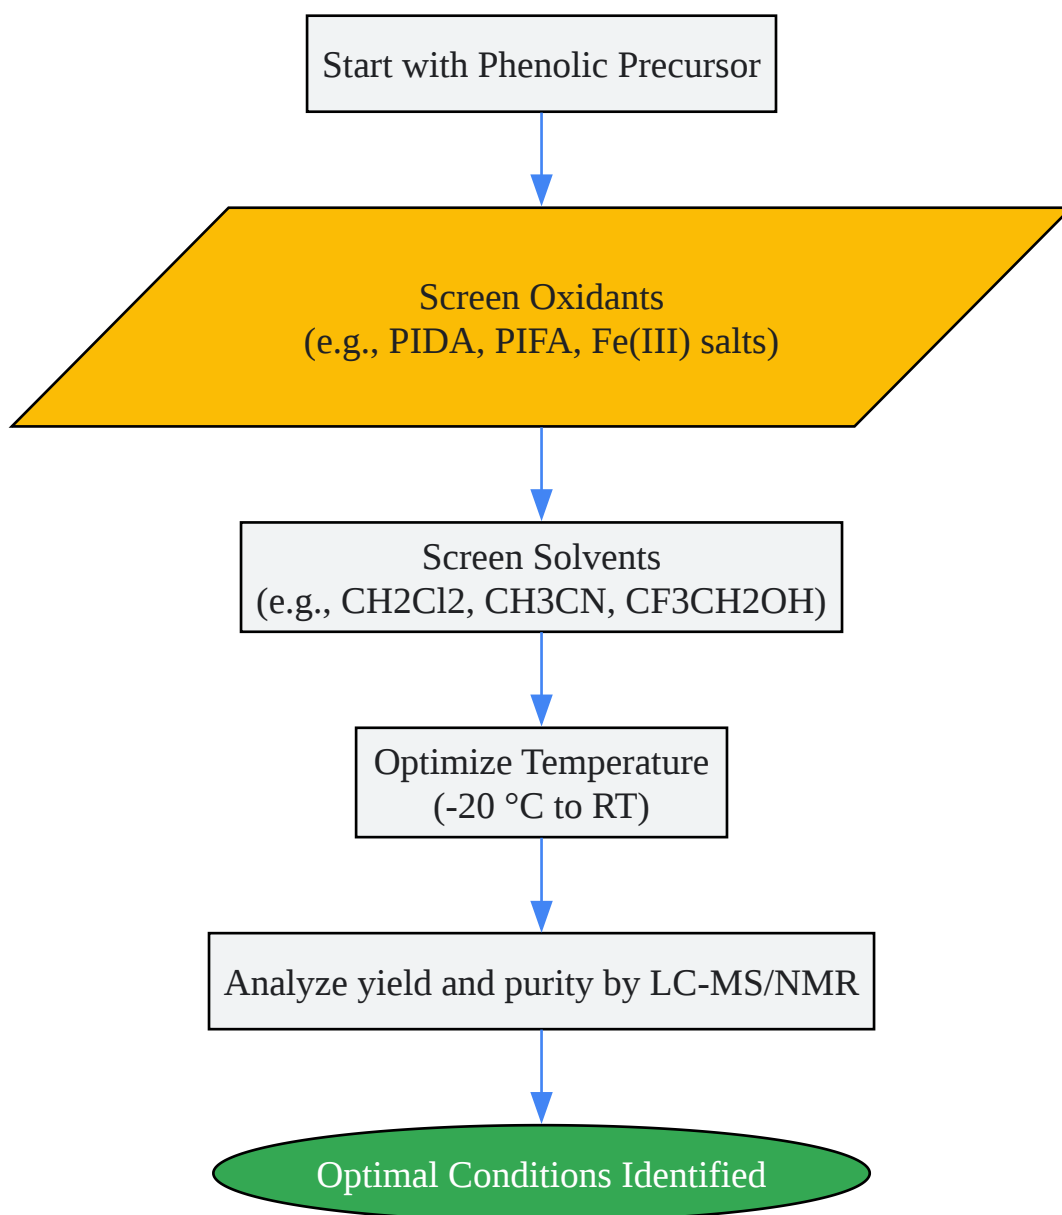 Start with Phenolic Precursor
Screen Oxidants
(e.g., PIDA, PIFA, Fe(III) salts)
Screen Solvents
(e.g., CH2Cl2, CH3CN, CF3CH2OH)
Optimize Temperature
(-20 °C to RT)
Analyze yield and purity by LC-MS/NMR
Optimal Conditions Identified